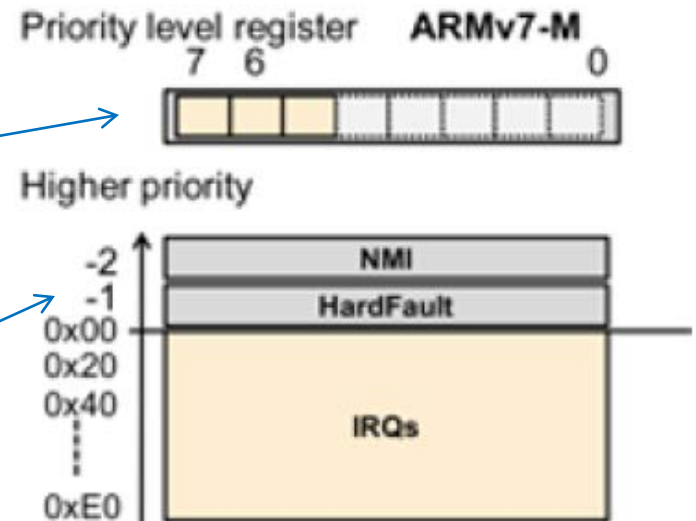 Priority level register ARMv7-M
7 6 0
Higher priority
-2 NMI
-1 HardFault
0x00
0x20
0x40 IRQs
0xE0